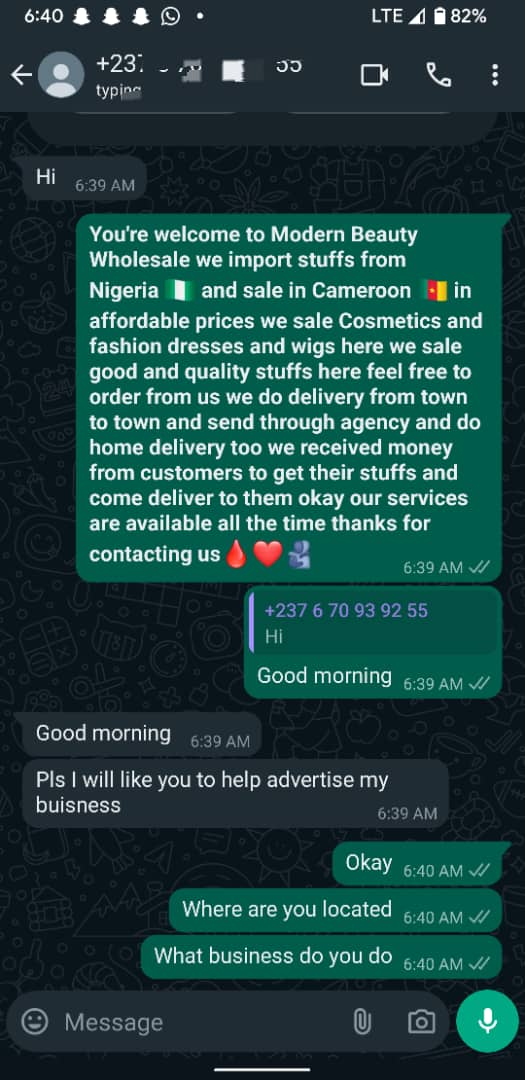 6:40
LTE 82%
typing
Hi
6:39 AM
You're welcome to Modern Beauty
Wholesale we import stuffs from
Nigeria 🇳🇬 and sale in Cameroon 🇨🇲 in
affordable prices we sale Cosmetics and
fashion dresses and wigs here we sale
good and quality stuffs here feel free to
order from us we do delivery from town
to town and send through agency and do
home delivery too we received money
from customers to get their stuffs and
come deliver to them okay our services
are available all the time thanks for
contacting us 🩸❤️🫂
6:39 AM
+237 6 70 93 92 55
Hi
Good morning 6:39 AM
Good morning 6:39 AM
Pls I will like you to help advertise my
buisness
6:39 AM
Okay 6:40 AM
Where are you located 6:40 AM
What business do you do 6:40 AM
Message